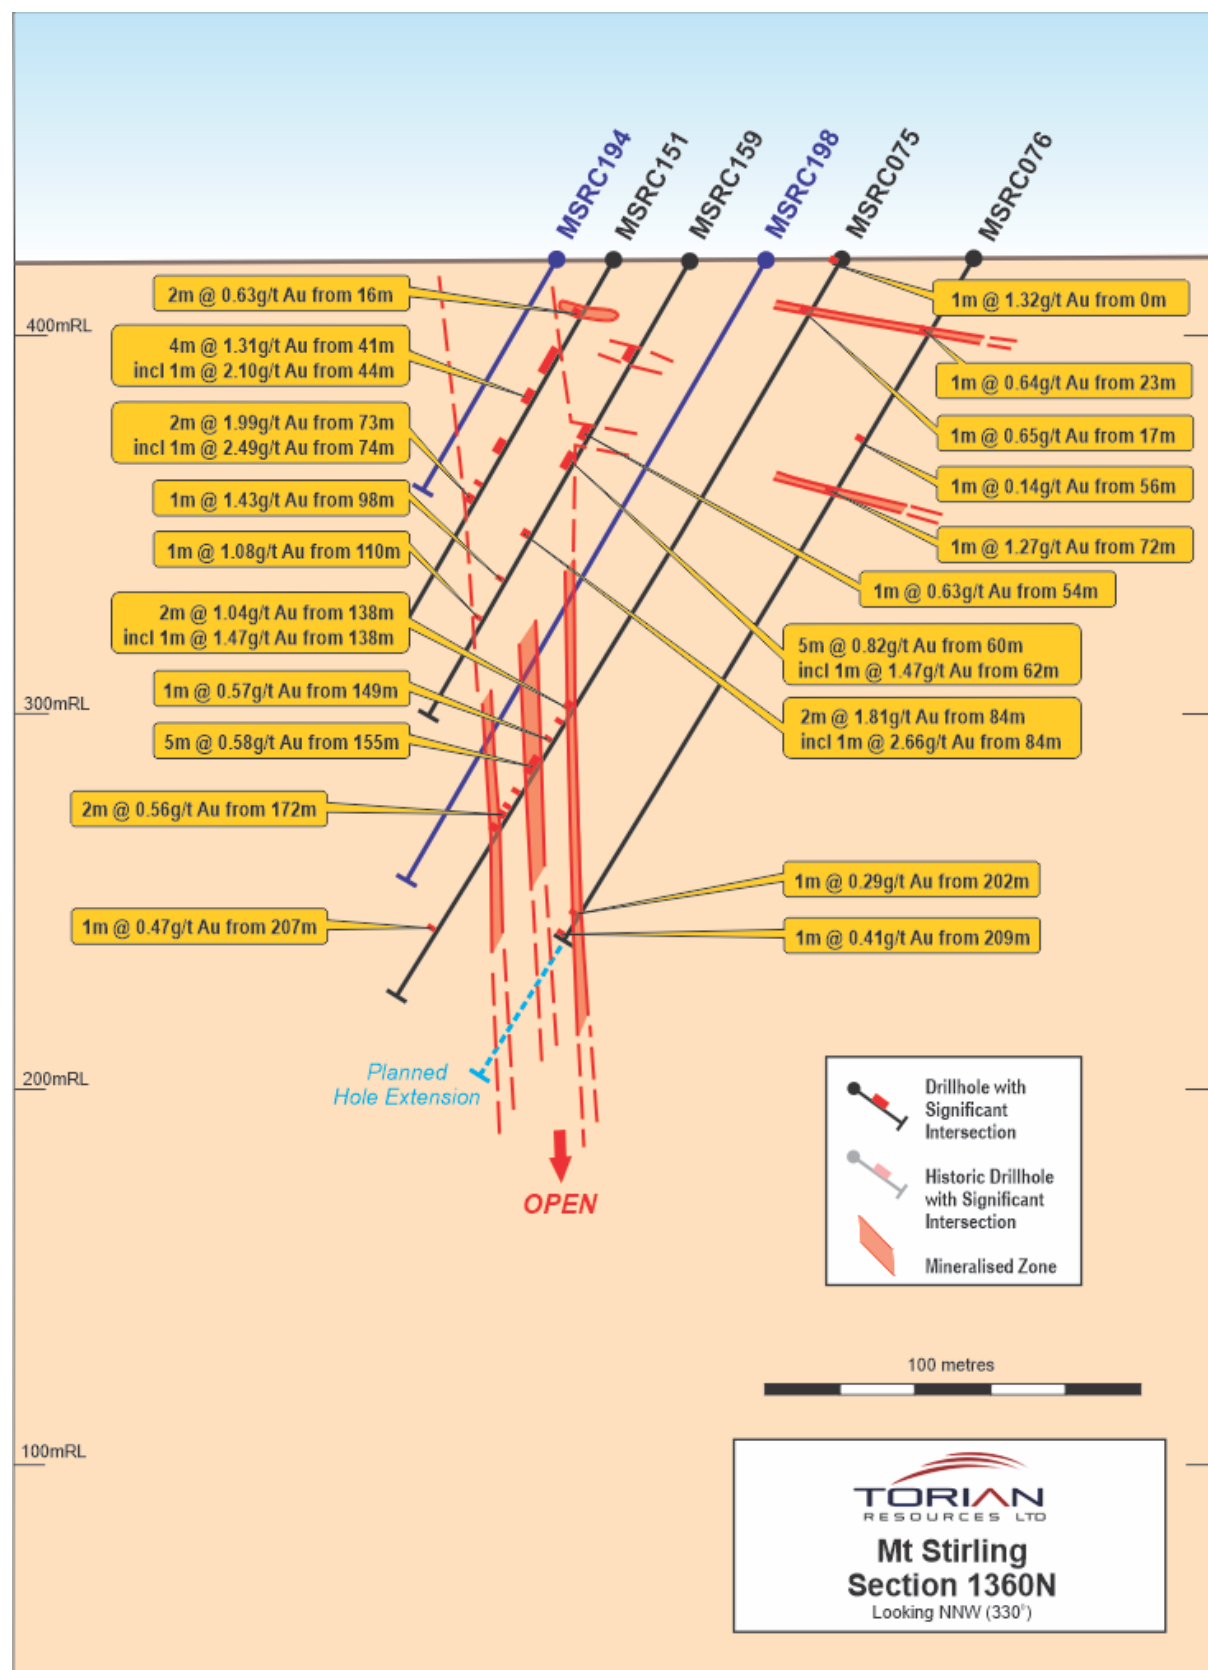 MSRC194
MSRC151
MSRC159
MSRC198
MSRC075
MSRC076
2m @ 0.63g/t Au from 16m
1m @ 1.32g/t Au from 0m
400mRL
4m @ 1.31g/t Au from 41m
incl 1m @ 2.10g/t Au from 44m
1m @ 0.64g/t Au from 23m
2m @ 1.99g/t Au from 73m
incl 1m @ 2.49g/t Au from 74m
1m @ 0.65g/t Au from 17m
1m @ 1.43g/t Au from 98m
1m @ 0.14g/t Au from 56m
1m @ 1.08g/t Au from 110m
1m @ 1.27g/t Au from 72m
1m @ 0.63g/t Au from 54m
2m @ 1.04g/t Au from 138m
incl 1m @ 1.47g/t Au from 138m
5m @ 0.82g/t Au from 60m
incl 1m @ 1.47g/t Au from 62m
1m @ 0.57g/t Au from 149m
300mRL
2m @ 1.81g/t Au from 84m
incl 1m @ 2.66g/t Au from 84m
5m @ 0.58g/t Au from 155m
2m @ 0.56g/t Au from 172m
1m @ 0.29g/t Au from 202m
1m @ 0.47g/t Au from 207m
1m @ 0.41g/t Au from 209m
Planned
Hole Extension
200mRL
OPEN
Drillhole with
Significant
Intersection
Historic Drillhole
with Significant
Intersection
Mineralised Zone
100 metres
100mRL
TORIAN
RESOURCES LTD
Mt Stirling
Section 1360N
Looking NNW (330°)